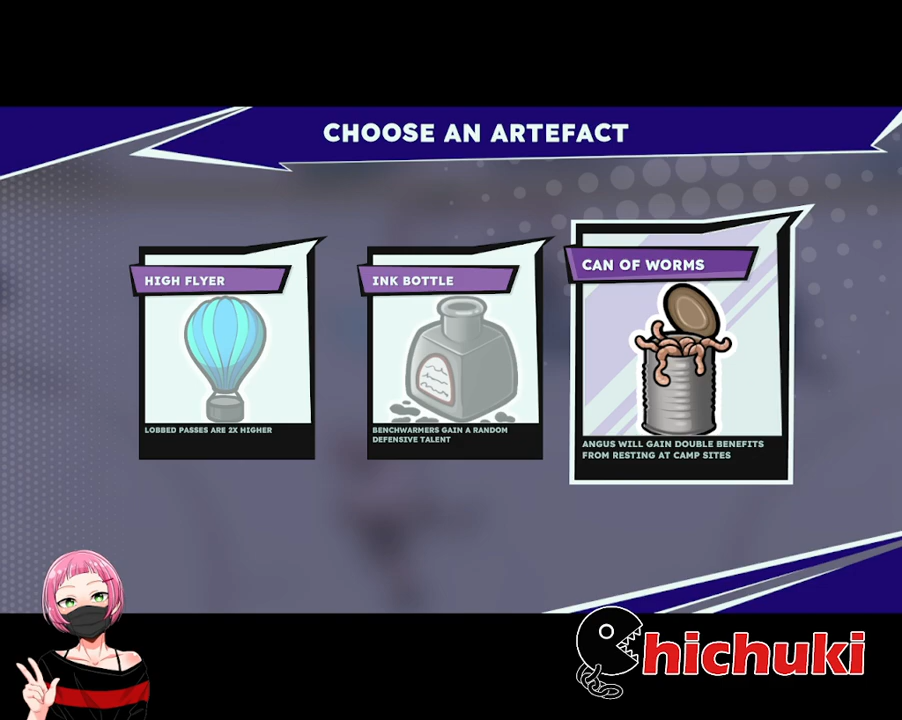 CHOOSE AN ARTEFACT
HIGH FLYER
LOBBED PASSES ARE 2X HIGHER
INK BOTTLE
BENCHWARMERS GAIN A RANDOM
DEFENSIVE TALENT
CAN OF WORMS
ANGUS WILL GAIN DOUBLE BENEFITS
FROM RESTING AT CAMP SITES
Chichuki